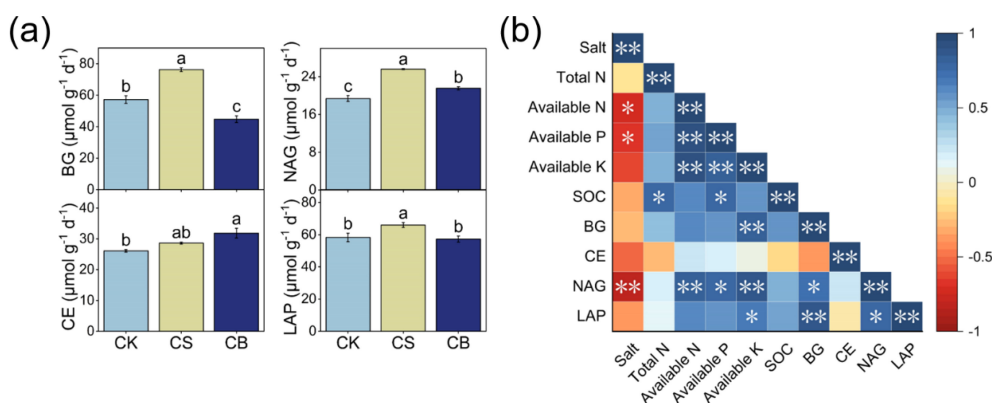 (a)
BG (μmol g⁻¹ d⁻¹)
80
60
40
0
b
a
c
NAG (μmol g⁻¹ d⁻¹)
24
16
0
c
a
b
CE (μmol g⁻¹ d⁻¹)
40
30
20
10
0
b
ab
a
CK
CS
CB
LAP (μmol g⁻¹ d⁻¹)
80
60
40
20
0
b
a
b
CK
CS
CB
(b)
Salt **
Total N **
Available N * **
Available P * ** **
Available K ** ** **
SOC * * **
BG ** **
CE **
NAG ** ** * ** * **
LAP * ** * **
Salt
Total N
Available N
Available P
Available K
SOC
BG
CE
NAG
LAP
1
0.5
0
-0.5
-1